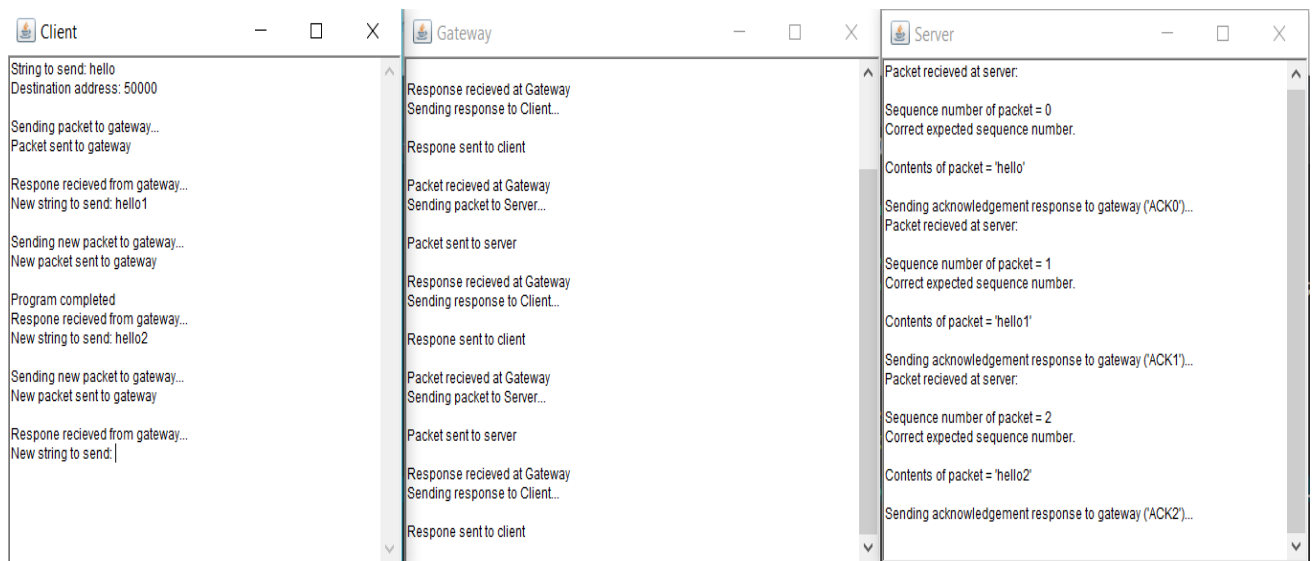 Client
String to send: hello
Destination address: 50000
Sending packet to gateway...
Packet sent to gateway
Respone recieved from gateway...
New string to send: hello1
Sending new packet to gateway...
New packet sent to gateway
Program completed
Respone recieved from gateway...
New string to send: hello2
Sending new packet to gateway...
New packet sent to gateway
Respone recieved from gateway...
New string to send:
Gateway
Response recieved at Gateway
Sending response to Client...
Respone sent to client
Packet recieved at Gateway
Sending packet to Server...
Packet sent to server
Response recieved at Gateway
Sending response to Client...
Respone sent to client
Packet recieved at Gateway
Sending packet to Server...
Packet sent to server
Response recieved at Gateway
Sending response to Client...
Respone sent to client
Server
Packet recieved at server:
Sequence number of packet = 0
Correct expected sequence number.
Contents of packet = 'hello'
Sending acknowledgement response to gateway ('ACK0')...
Packet recieved at server:
Sequence number of packet = 1
Correct expected sequence number.
Contents of packet = 'hello1'
Sending acknowledgement response to gateway ('ACK1')...
Packet recieved at server:
Sequence number of packet = 2
Correct expected sequence number.
Contents of packet = 'hello2'
Sending acknowledgement response to gateway ('ACK2')...